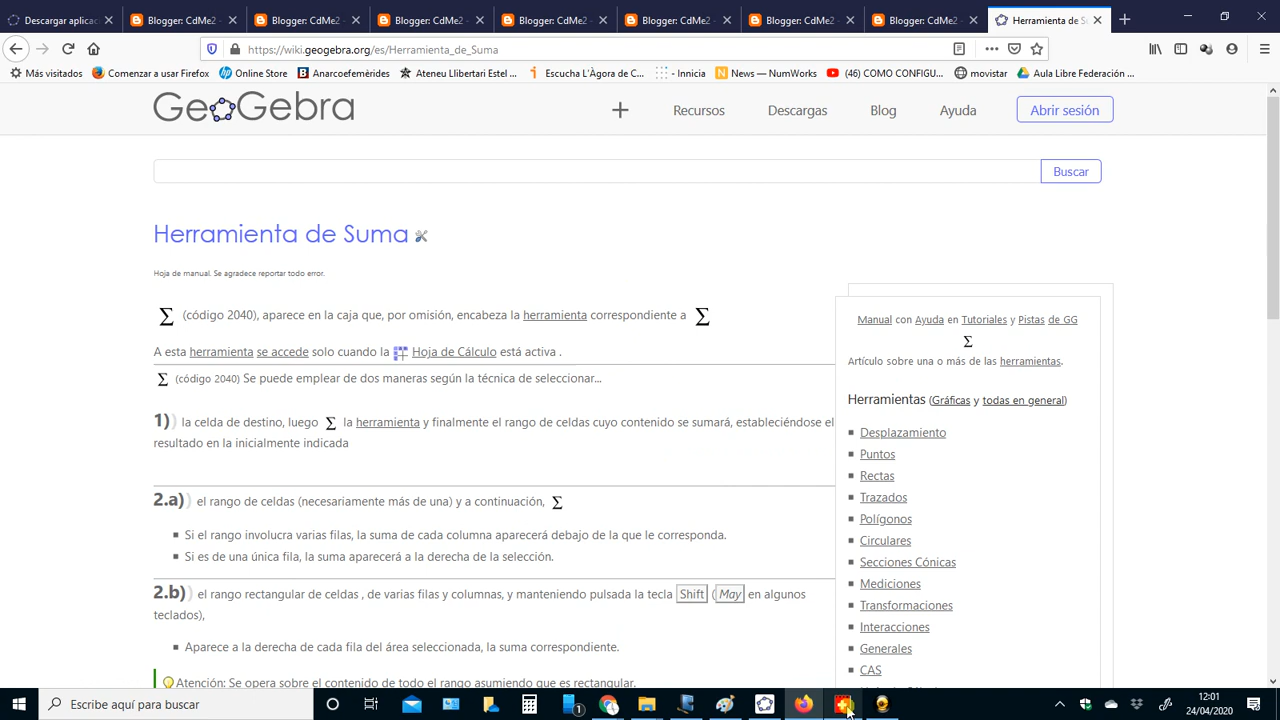 Descargar aplicac
Blogger: CdMe2 -
Blogger: CdMe2 -
Blogger: CdMe2 -
Blogger: CdMe2 -
Blogger: CdMe2 -
Blogger: CdMe2 -
Blogger: CdMe2 -
Herramienta de S
https://wiki.geogebra.org/es/Herramienta_de_Suma
Más visitados
Comenzar a usar Firefox
Online Store
Anarcoefemèrides
Ateneu Llibertari Estel ...
Escucha L'Àgora de C...
- Innicia
News — NumWorks
(46) COMO CONFIGU...
movistar
Aula Libre Federación ...
GeoGebra
Recursos
Descargas
Blog
Ayuda
Abrir sesión
Buscar
Herramienta de Suma
Hoja de manual. Se agradece reportar todo error.
Σ (código 2040), aparece en la caja que, por omisión, encabeza la herramienta correspondiente a Σ
A esta herramienta se accede solo cuando la Hoja de Cálculo está activa .
Σ (código 2040) Se puede emplear de dos maneras según la técnica de seleccionar...
1) ) la celda de destino, luego Σ la herramienta y finalmente el rango de celdas cuyo contenido se sumará, estableciéndose el
resultado en la inicialmente indicada
2.a) ) el rango de celdas (necesariamente más de una) y a continuación, Σ
Si el rango involucra varias filas, la suma de cada columna aparecerá debajo de la que le corresponda.
Si es de una única fila, la suma aparecerá a la derecha de la selección.
2.b) ) el rango rectangular de celdas , de varias filas y columnas, y manteniendo pulsada la tecla Shift (May en algunos
teclados),
Aparece a la derecha de cada fila del área seleccionada, la suma correspondiente.
Atención: Se opera sobre el contenido de todo el rango asumiendo que es rectangular.
Manual con Ayuda en Tutoriales y Pistas de GG
Σ
Artículo sobre una o más de las herramientas.
Herramientas (Gráficas y todas en general)
Desplazamiento
Puntos
Rectas
Trazados
Polígonos
Circulares
Secciones Cónicas
Mediciones
Transformaciones
Interacciones
Generales
CAS
Escribe aquí para buscar
12:01
24/04/2020